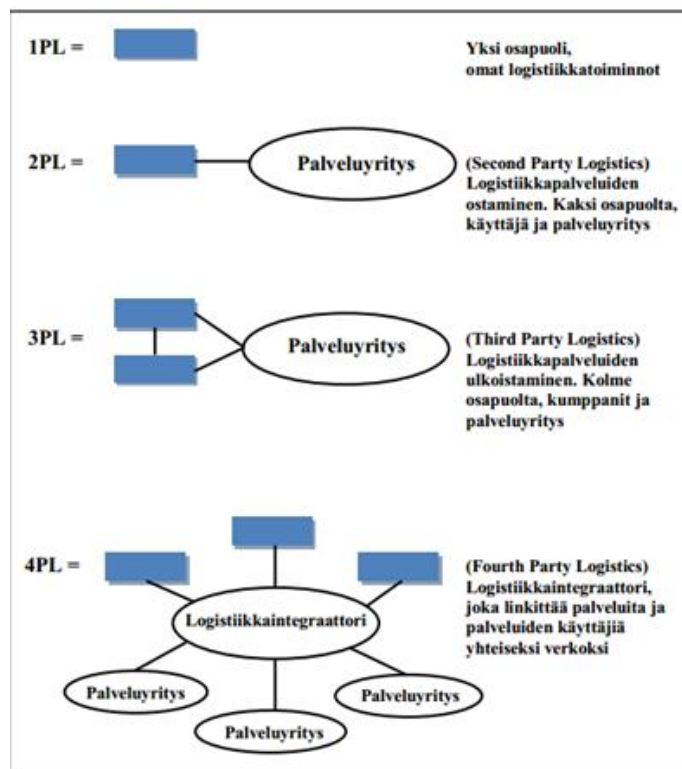 1PL =
Yksi osapuoli,
omat logistiikkatoiminnot
2PL =
Palveluyritys
(Second Party Logistics)
Logistiikkapalveluiden
ostaminen. Kaksi osapuolta,
käyttäjä ja palveluyritys
3PL =
Palveluyritys
(Third Party Logistics)
Logistiikkapalveluiden
ulkoistaminen. Kolme
osapuolta, kumppanit ja
palveluyritys
4PL =
(Fourth Party Logistics)
Logistiikkaintegraattori,
joka linkittää palveluita ja
palveluiden käyttäjiä
yhteiseksi verkoksi
Logistiikkaintegraattori
Palveluyritys
Palveluyritys
Palveluyritys